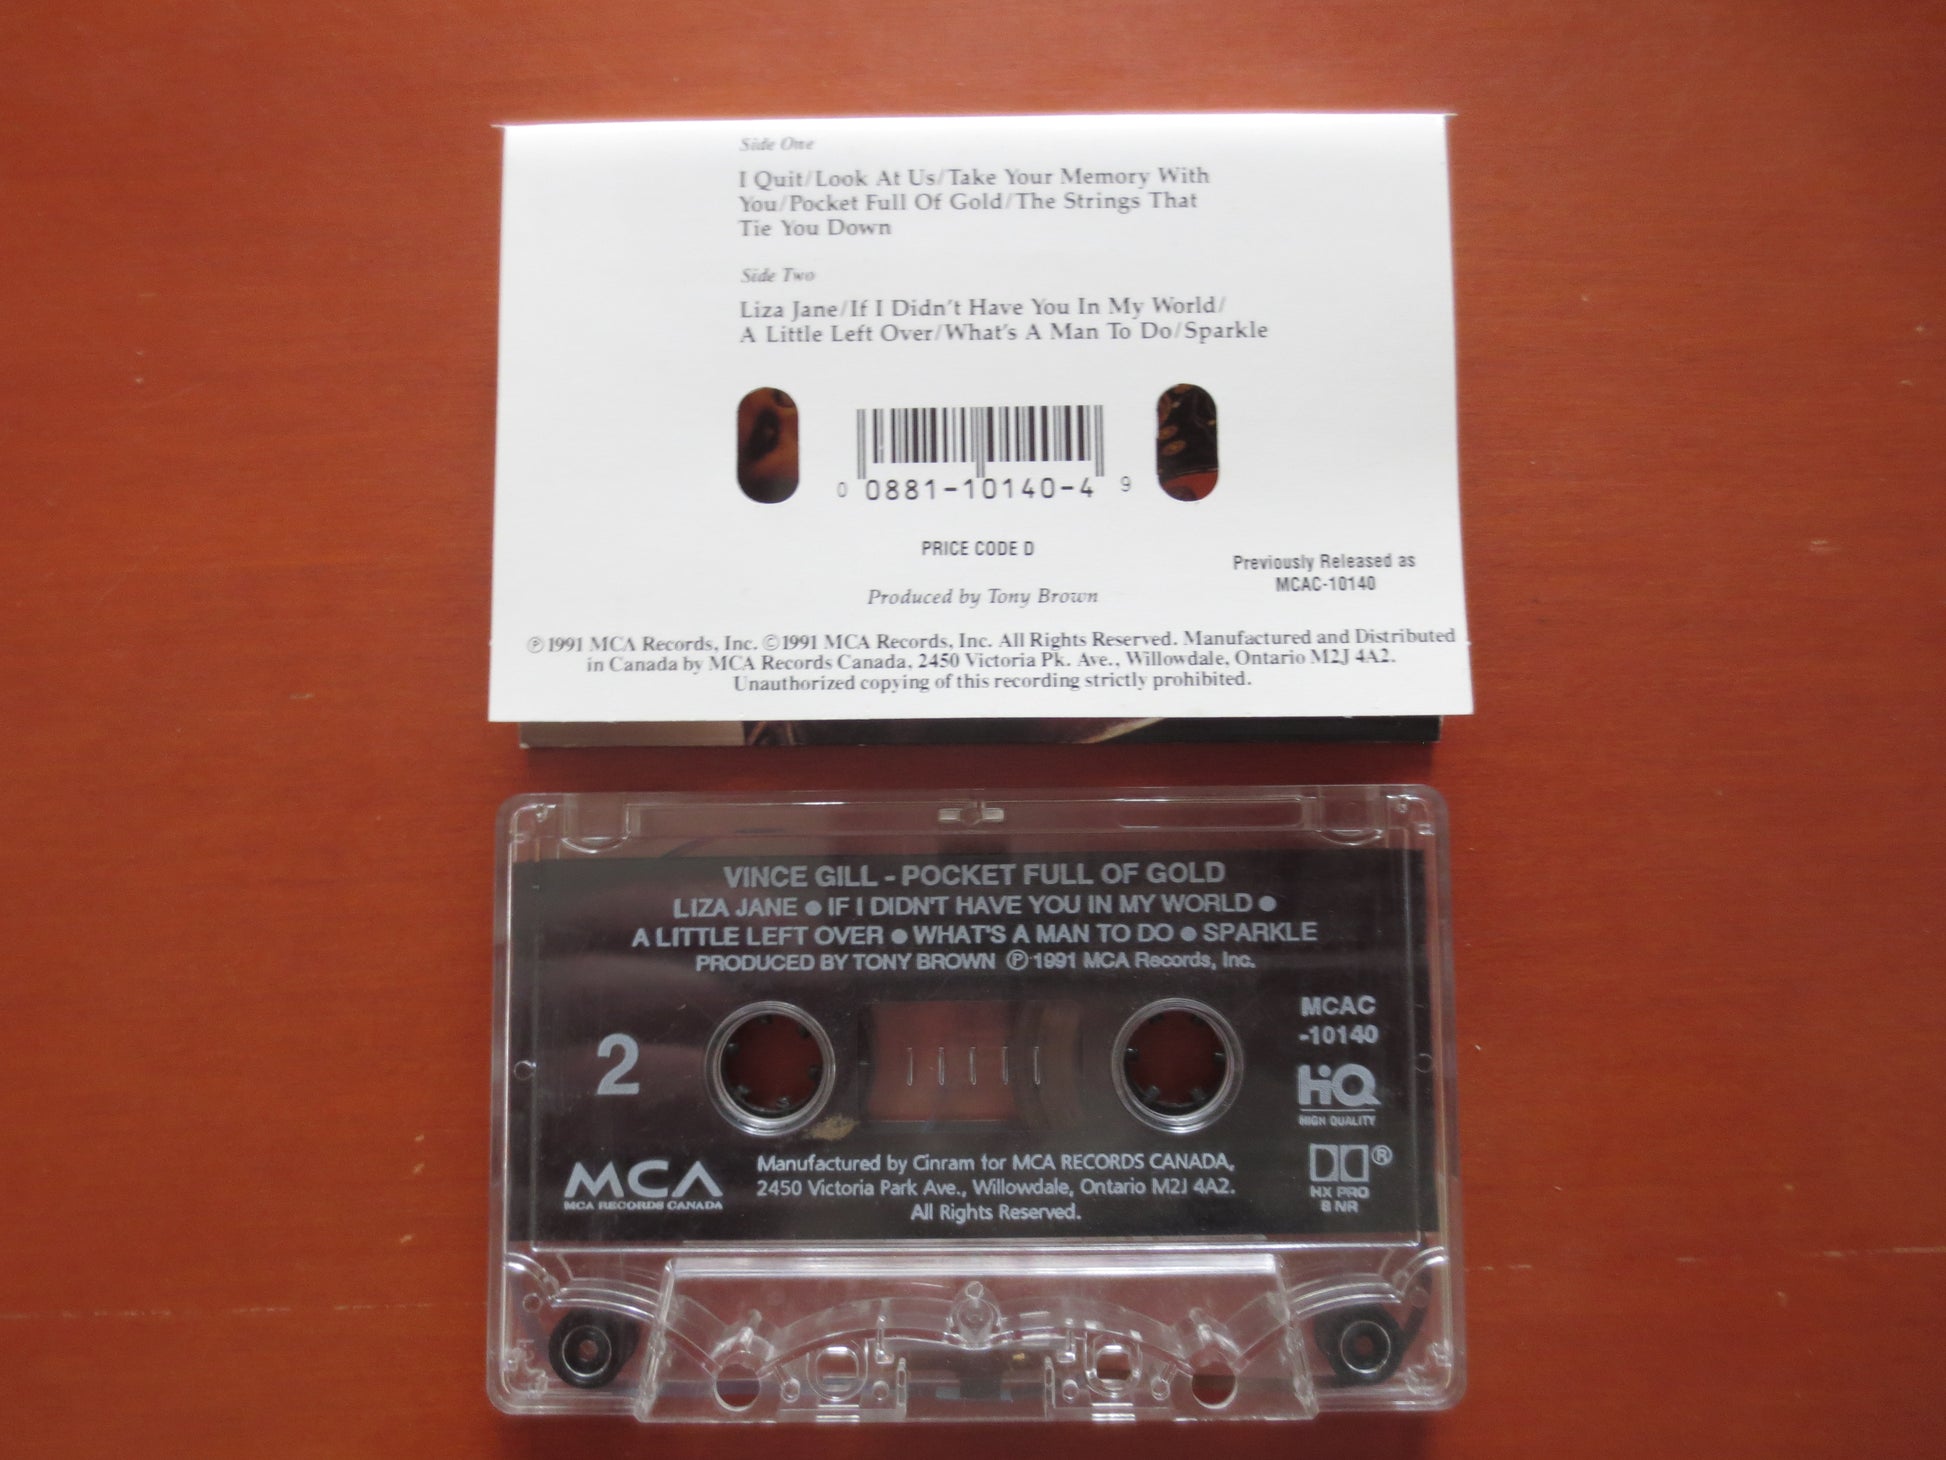 Side One
I Quit/Look At Us/Take Your Memory With
You/Pocket Full Of Gold/The Strings That
Tie You Down
Side Two
Liza Jane/If I Didn't Have You In My World/
A Little Left Over/What's A Man To Do/Sparkle
0 0881-10140-4 9
PRICE CODE D
Previously Released as
MCAC-10140
Produced by Tony Brown
℗1991 MCA Records, Inc. ©1991 MCA Records, Inc. All Rights Reserved. Manufactured and Distributed
in Canada by MCA Records Canada, 2450 Victoria Pk. Ave., Willowdale, Ontario M2J 4A2.
Unauthorized copying of this recording strictly prohibited.
VINCE GILL - POCKET FULL OF GOLD
LIZA JANE ● IF I DIDN'T HAVE YOU IN MY WORLD ●
A LITTLE LEFT OVER ● WHAT'S A MAN TO DO ● SPARKLE
PRODUCED BY TONY BROWN ℗ 1991 MCA Records, Inc.
2
MCAC
-10140
HiQ
HIGH QUALITY
MCA
MCA RECORDS CANADA
Manufactured by Cinram for MCA RECORDS CANADA,
2450 Victoria Park Ave., Willowdale, Ontario M2J 4A2.
All Rights Reserved.
®
HX PRO
B NR